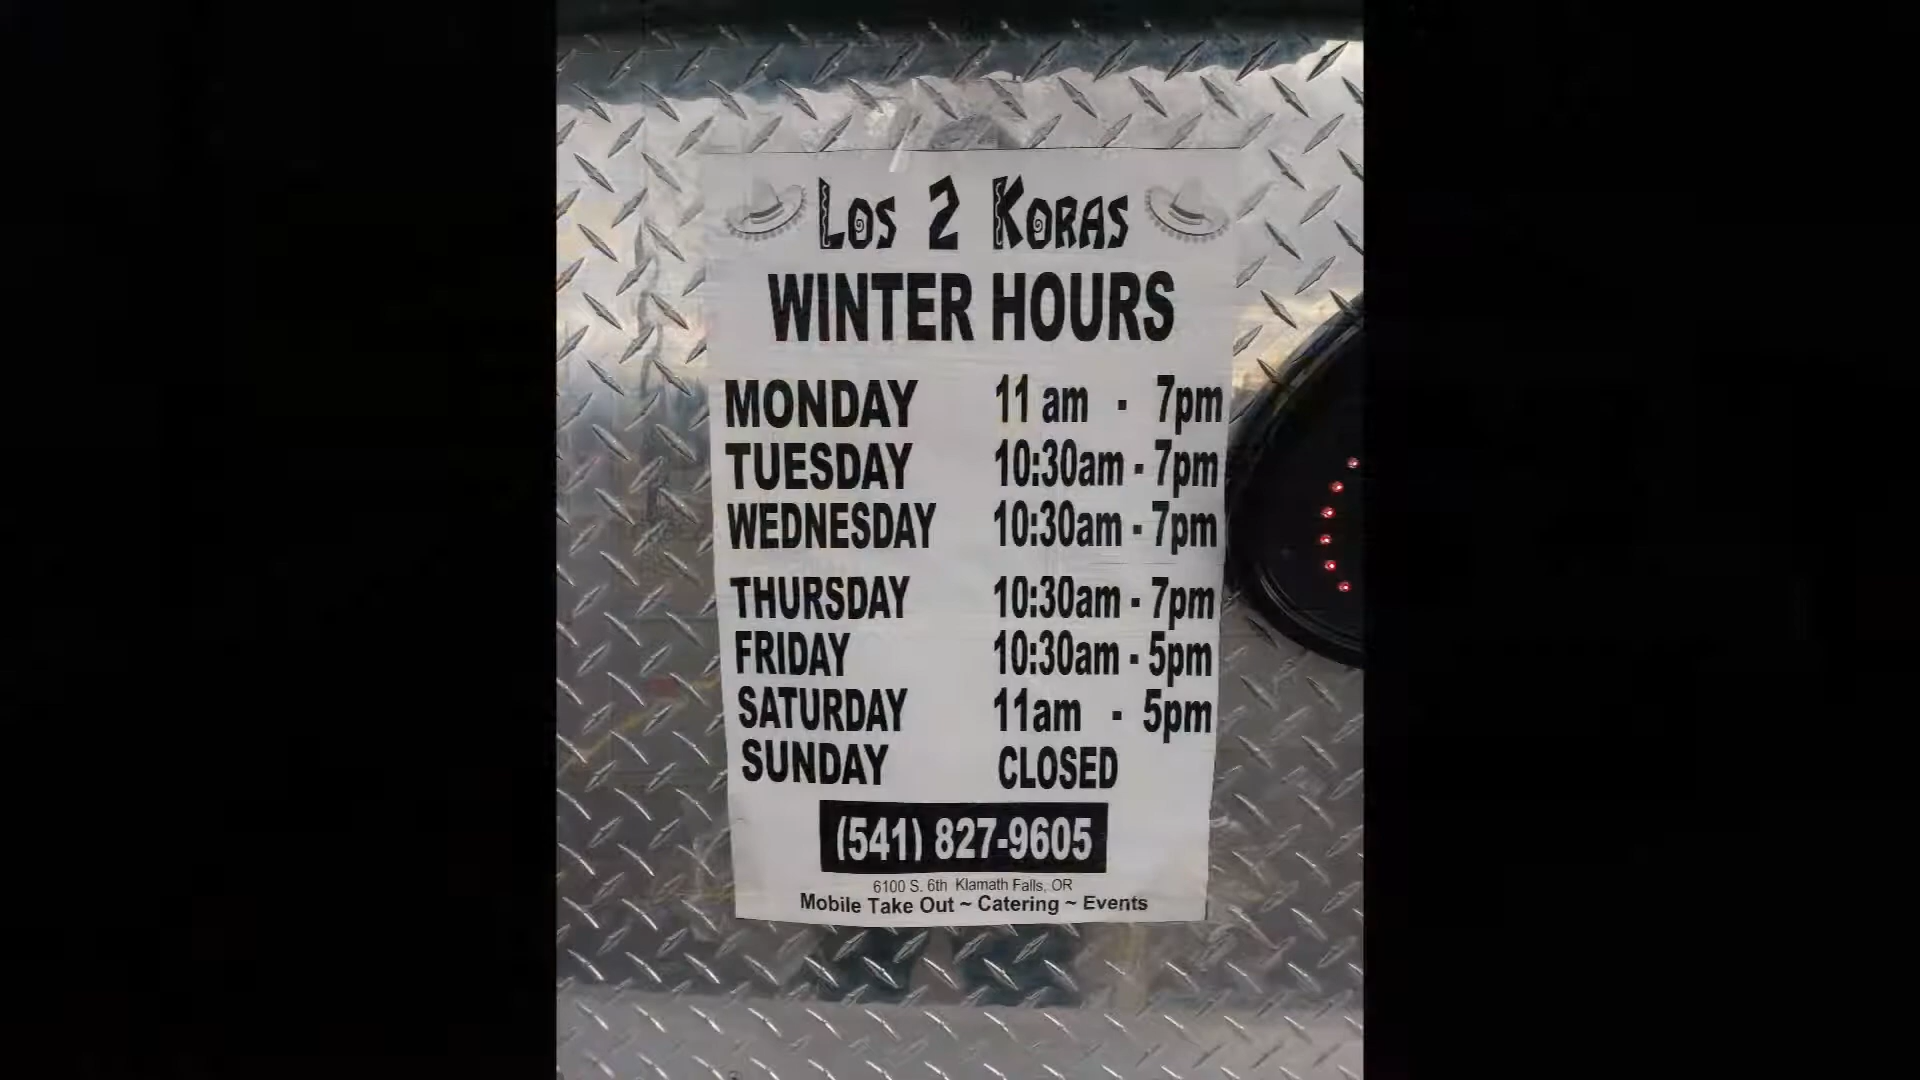 Los 2 Koras
WINTER HOURS
MONDAY 11 am - 7pm
TUESDAY 10:30am - 7pm
WEDNESDAY 10:30am - 7pm
THURSDAY 10:30am - 7pm
FRIDAY 10:30am - 5pm
SATURDAY 11am - 5pm
SUNDAY CLOSED
(541) 827-9605
6100 S. 6th Klamath Falls, OR
Mobile Take Out ~ Catering ~ Events